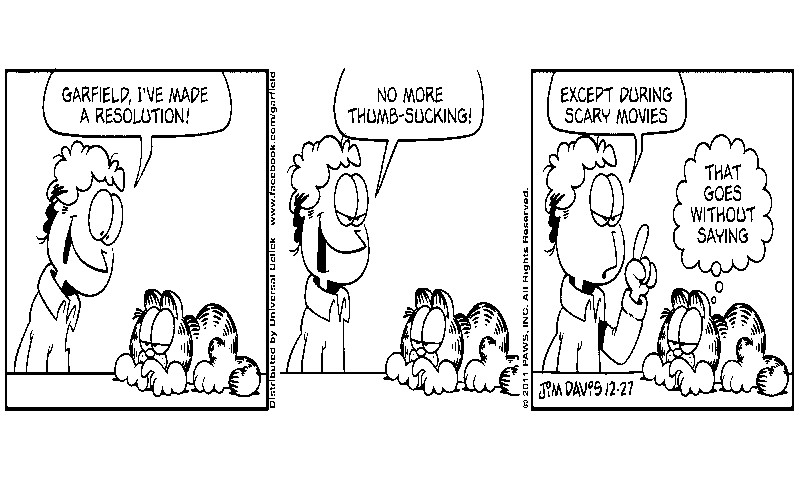 GARFIELD, I'VE MADE
A RESOLUTION!
Distributed by Universal Uclick www.facebook.com/garfield
NO MORE
THUMB-SUCKING!
© 2011 PAWS, INC. All Rights Reserved.
EXCEPT DURING
SCARY MOVIES
THAT
GOES
WITHOUT
SAYING
JIM DAVIS 12-27